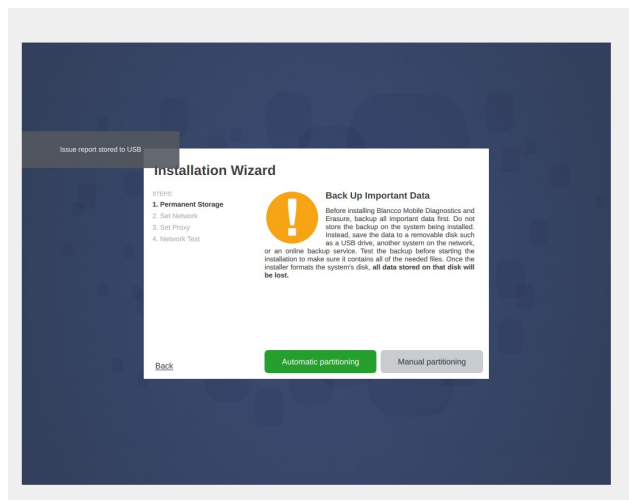 Issue report stored to USB
Installation Wizard
STEPS:
1. Permanent Storage
2. Set Network
3. Set Proxy
4. Network Test
Back Up Important Data
Before installing Blancco Mobile Diagnostics and
Erasure, backup all important data first. Do not
store the backup on the system being installed.
Instead, save the data to a removable disk such
as a USB drive, another system on the network,
or an online backup service. Test the backup before starting the
installation to make sure it contains all of the needed files. Once the
installer formats the system's disk, all data stored on that disk will
be lost.
Back
Automatic partitioning
Manual partitioning